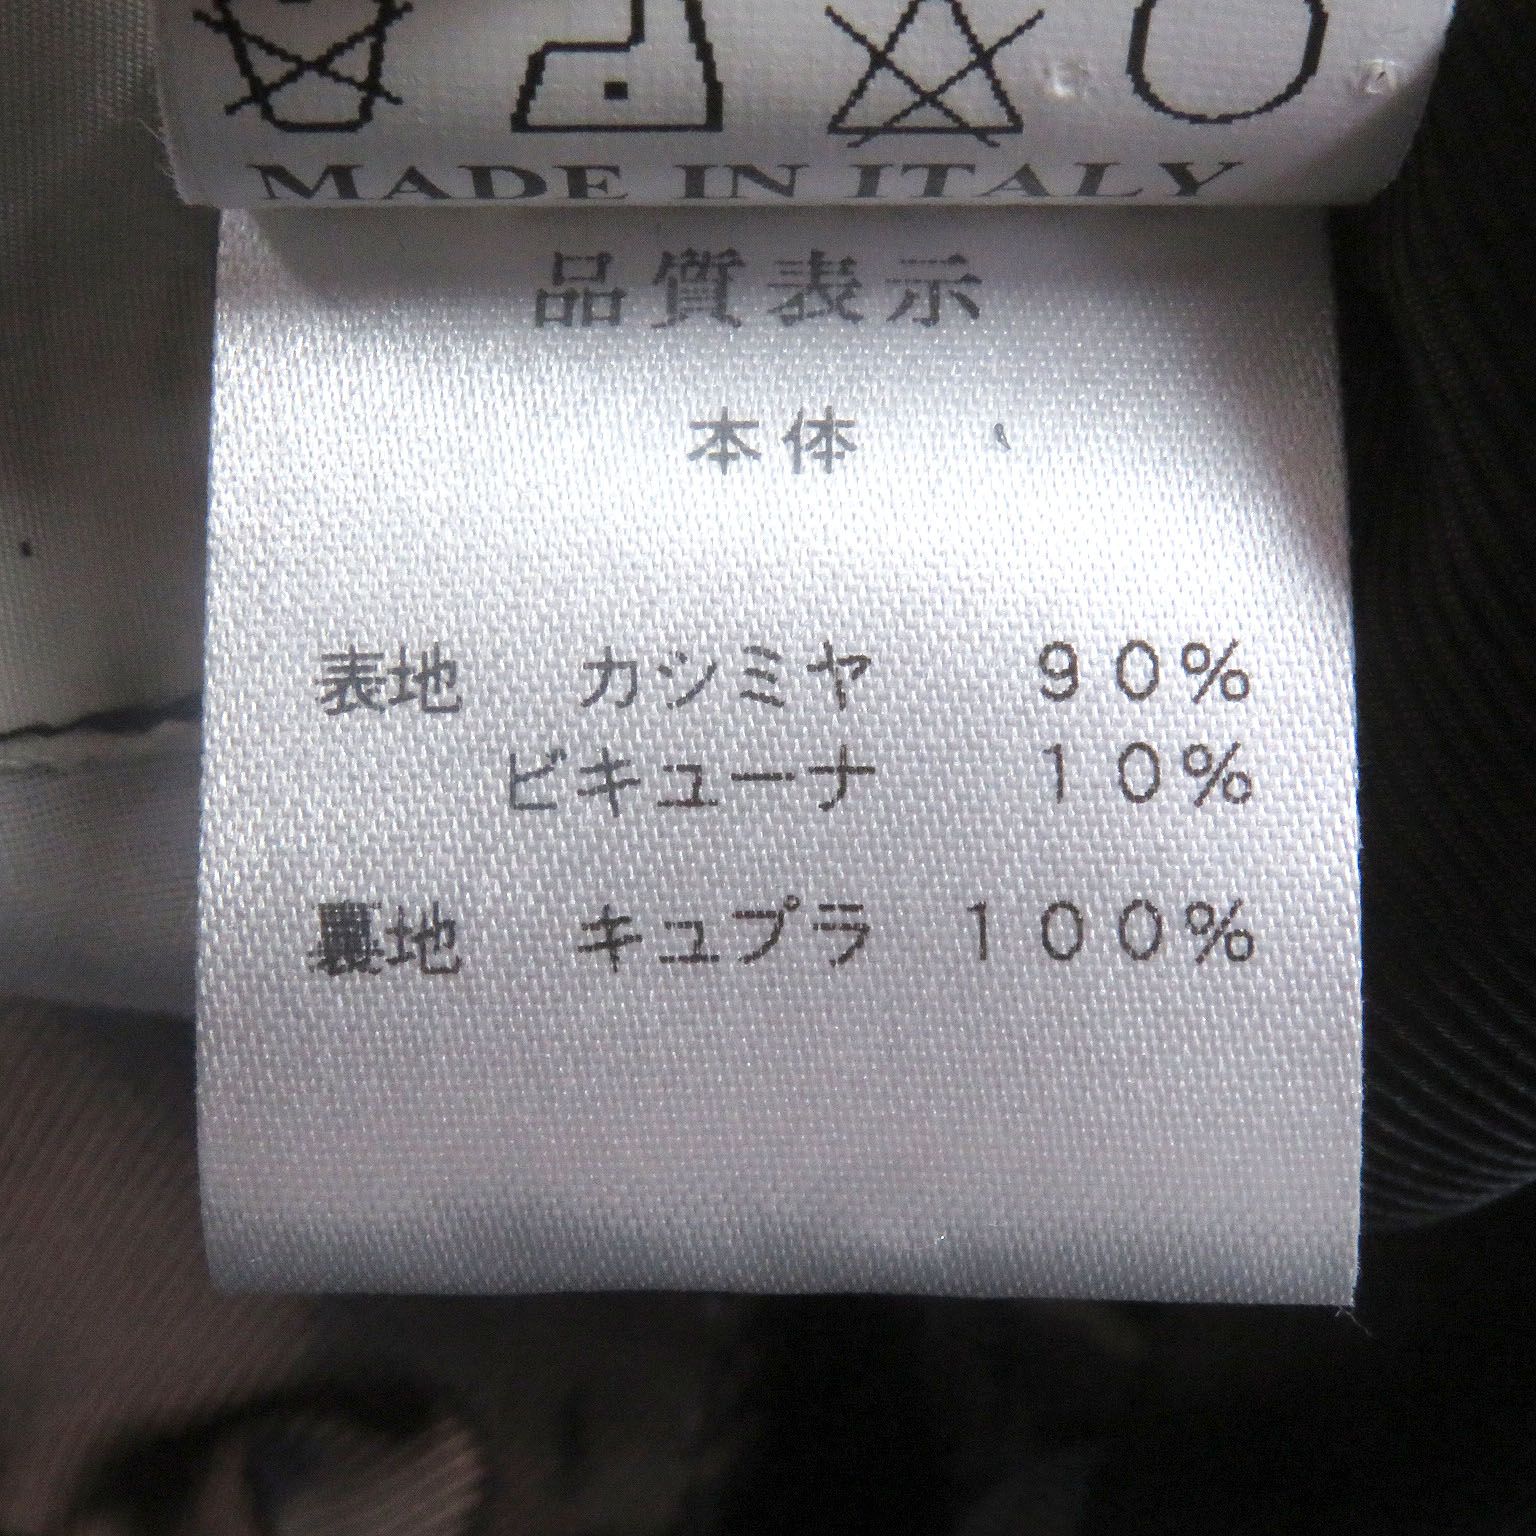 MADE IN ITALY
品質表示
本体
表地 カシミヤ 90%
ビキューナ 10%
裏地 キュプラ 100%